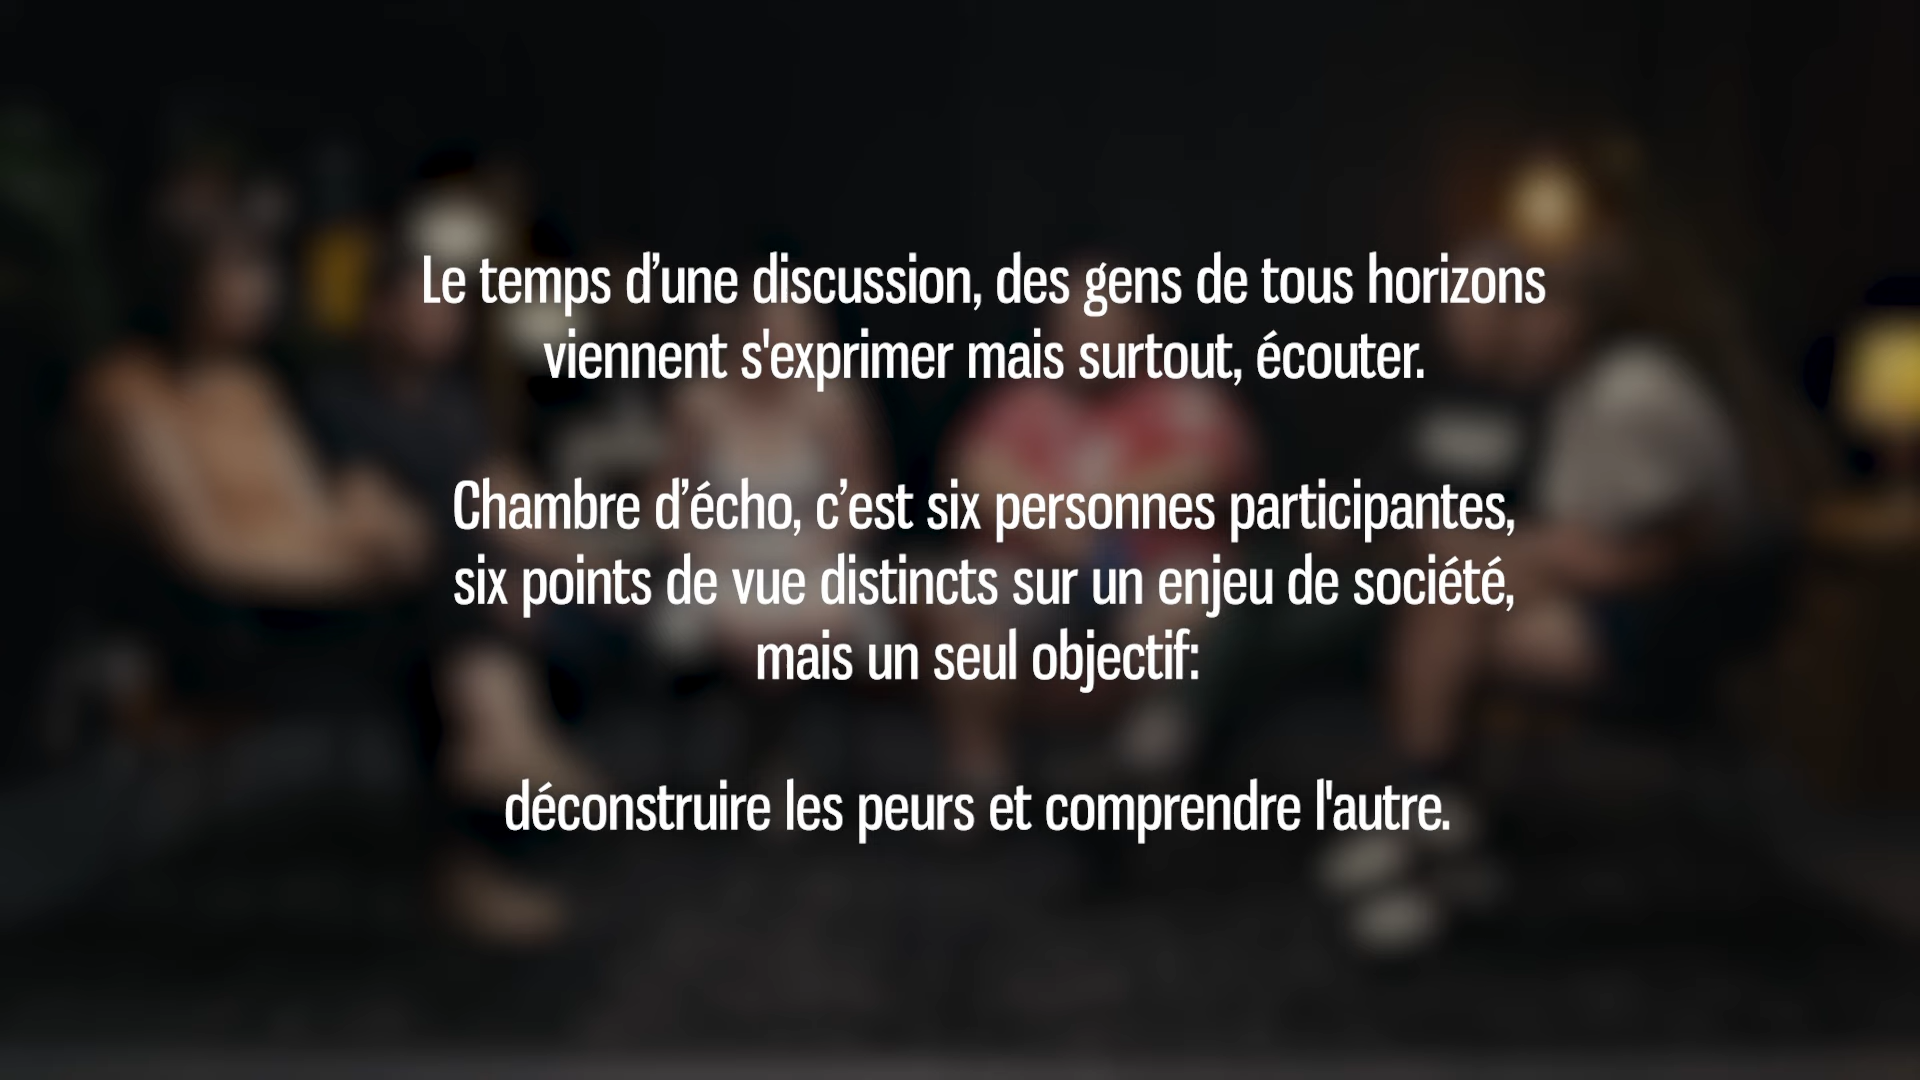 Le temps d’une discussion, des gens de tous horizons
viennent s'exprimer mais surtout, écouter.
Chambre d’écho, c’est six personnes participantes,
six points de vue distincts sur un enjeu de société,
mais un seul objectif:
déconstruire les peurs et comprendre l'autre.